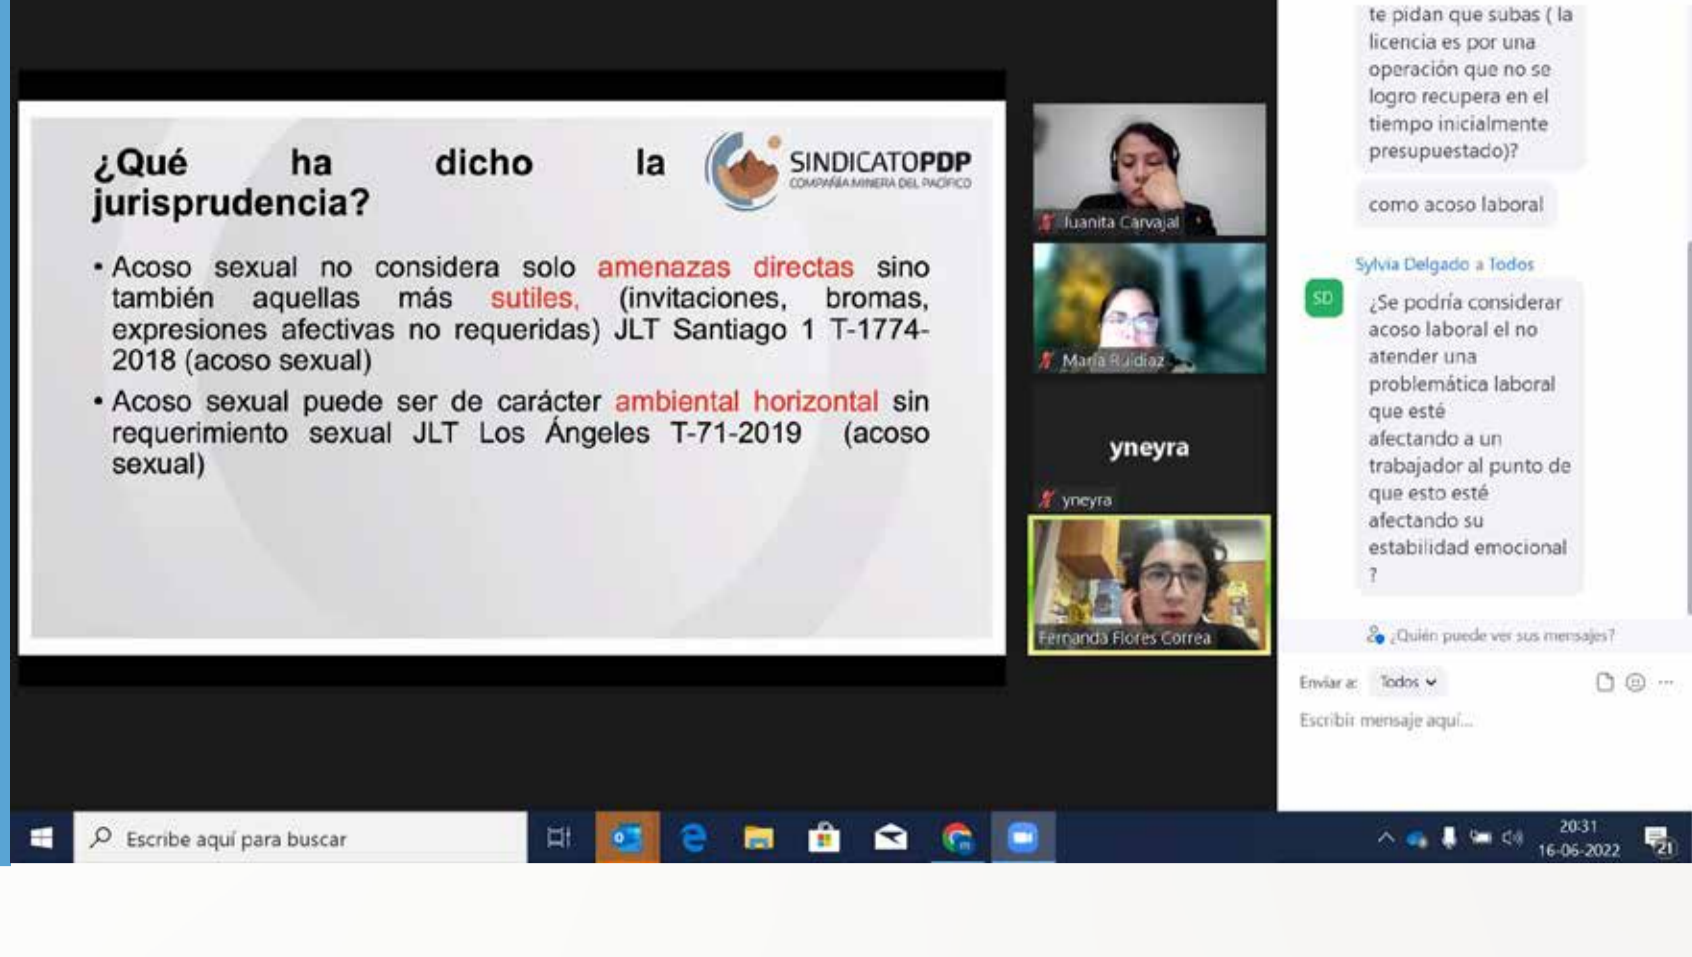 ¿Qué ha dicho la
jurisprudencia?
SINDICATOPDP
COMPAÑÍA MINERA DEL PACÍFICO
• Acoso sexual no considera solo amenazas directas sino
también aquellas más sutiles, (invitaciones, bromas,
expresiones afectivas no requeridas) JLT Santiago 1 T-1774-
2018 (acoso sexual)
• Acoso sexual puede ser de carácter ambiental horizontal sin
requerimiento sexual JLT Los Ángeles T-71-2019 (acoso
sexual)
Juanita Carvajal
María Ruidiaz
yneyra
yneyra
Fernanda Flores Correa
te pidan que subas ( la
licencia es por una
operación que no se
logro recupera en el
tiempo inicialmente
presupuestado)?
como acoso laboral
Sylvia Delgado a Todos
SD
¿Se podría considerar
acoso laboral el no
atender una
problemática laboral
que esté
afectando a un
trabajador al punto de
que esto esté
afectando su
estabilidad emocional
?
¿Quién puede ver sus mensajes?
Enviar a: Todos
Escribir mensaje aquí...
Escribe aquí para buscar
20:31
16-06-2022
21